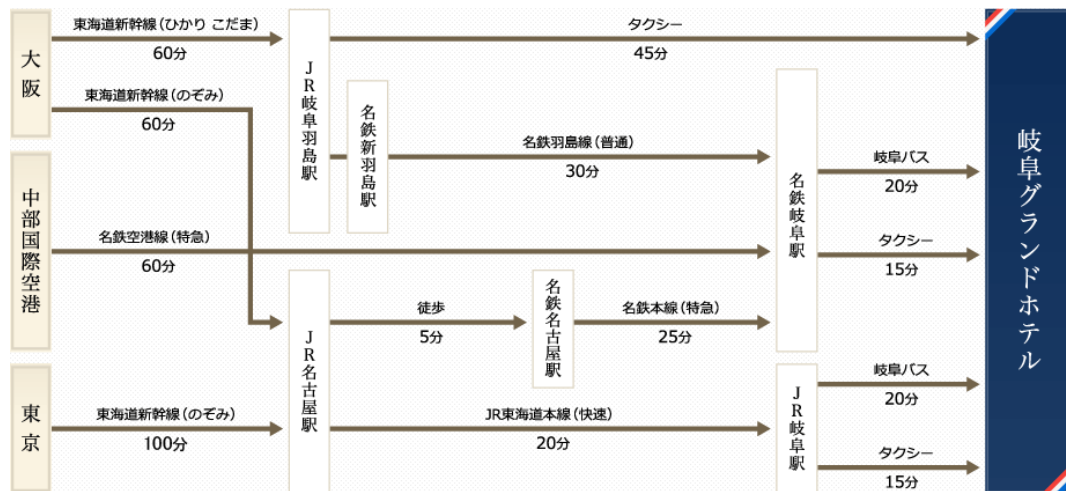 東海道新幹線(ひかり こだま)
60分
タクシー
45分
大阪
東海道新幹線(のぞみ)
60分
JR岐阜羽島駅
名鉄新羽島駅
名鉄羽島線(普通)
30分
名鉄岐阜駅
岐阜バス
20分
タクシー
15分
中部国際空港
名鉄空港線(特急)
60分
JR名古屋駅
徒歩
5分
名鉄名古屋駅
名鉄本線(特急)
25分
東京
東海道新幹線(のぞみ)
100分
JR東海道本線(快速)
20分
JR岐阜駅
岐阜バス
20分
タクシー
15分
岐阜グランドホテル